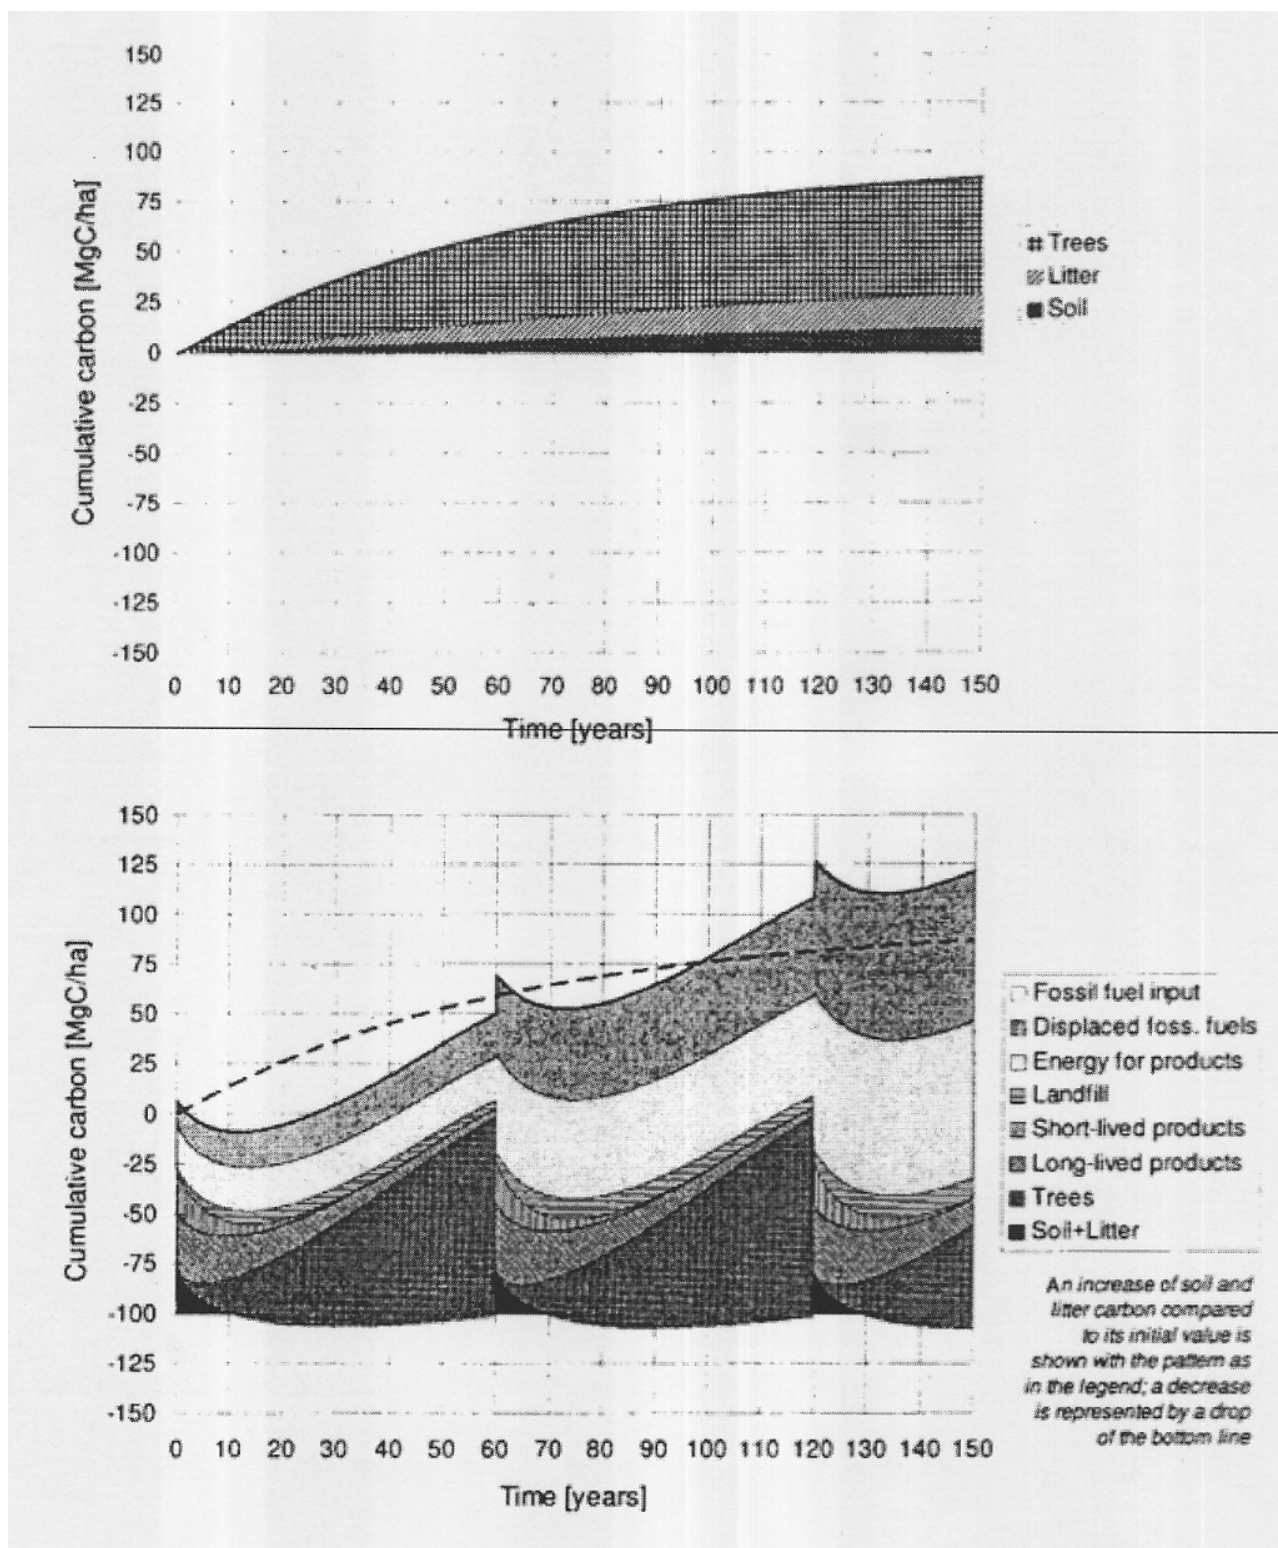 150
125
100
75
50
25
0
-25
-50
-75
-100
-125
-150
Cumulative carbon [MgC/ha]
0 10 20 30 40 50 60 70 80 90 100 110 120 130 140 150
Time [years]
Trees
Litter
Soil
150
125
100
75
50
25
0
-25
-50
-75
-100
-125
-150
Cumulative carbon [MgC/ha]
0 10 20 30 40 50 60 70 80 90 100 110 120 130 140 150
Time [years]
Fossil fuel input
Displaced foss. fuels
Energy for products
Landfill
Short-lived products
Long-lived products
Trees
Soil+Litter
An increase of soil and
litter carbon compared
to its initial value is
shown with the pattern as
in the legend; a decrease
is represented by a drop
of the bottom line